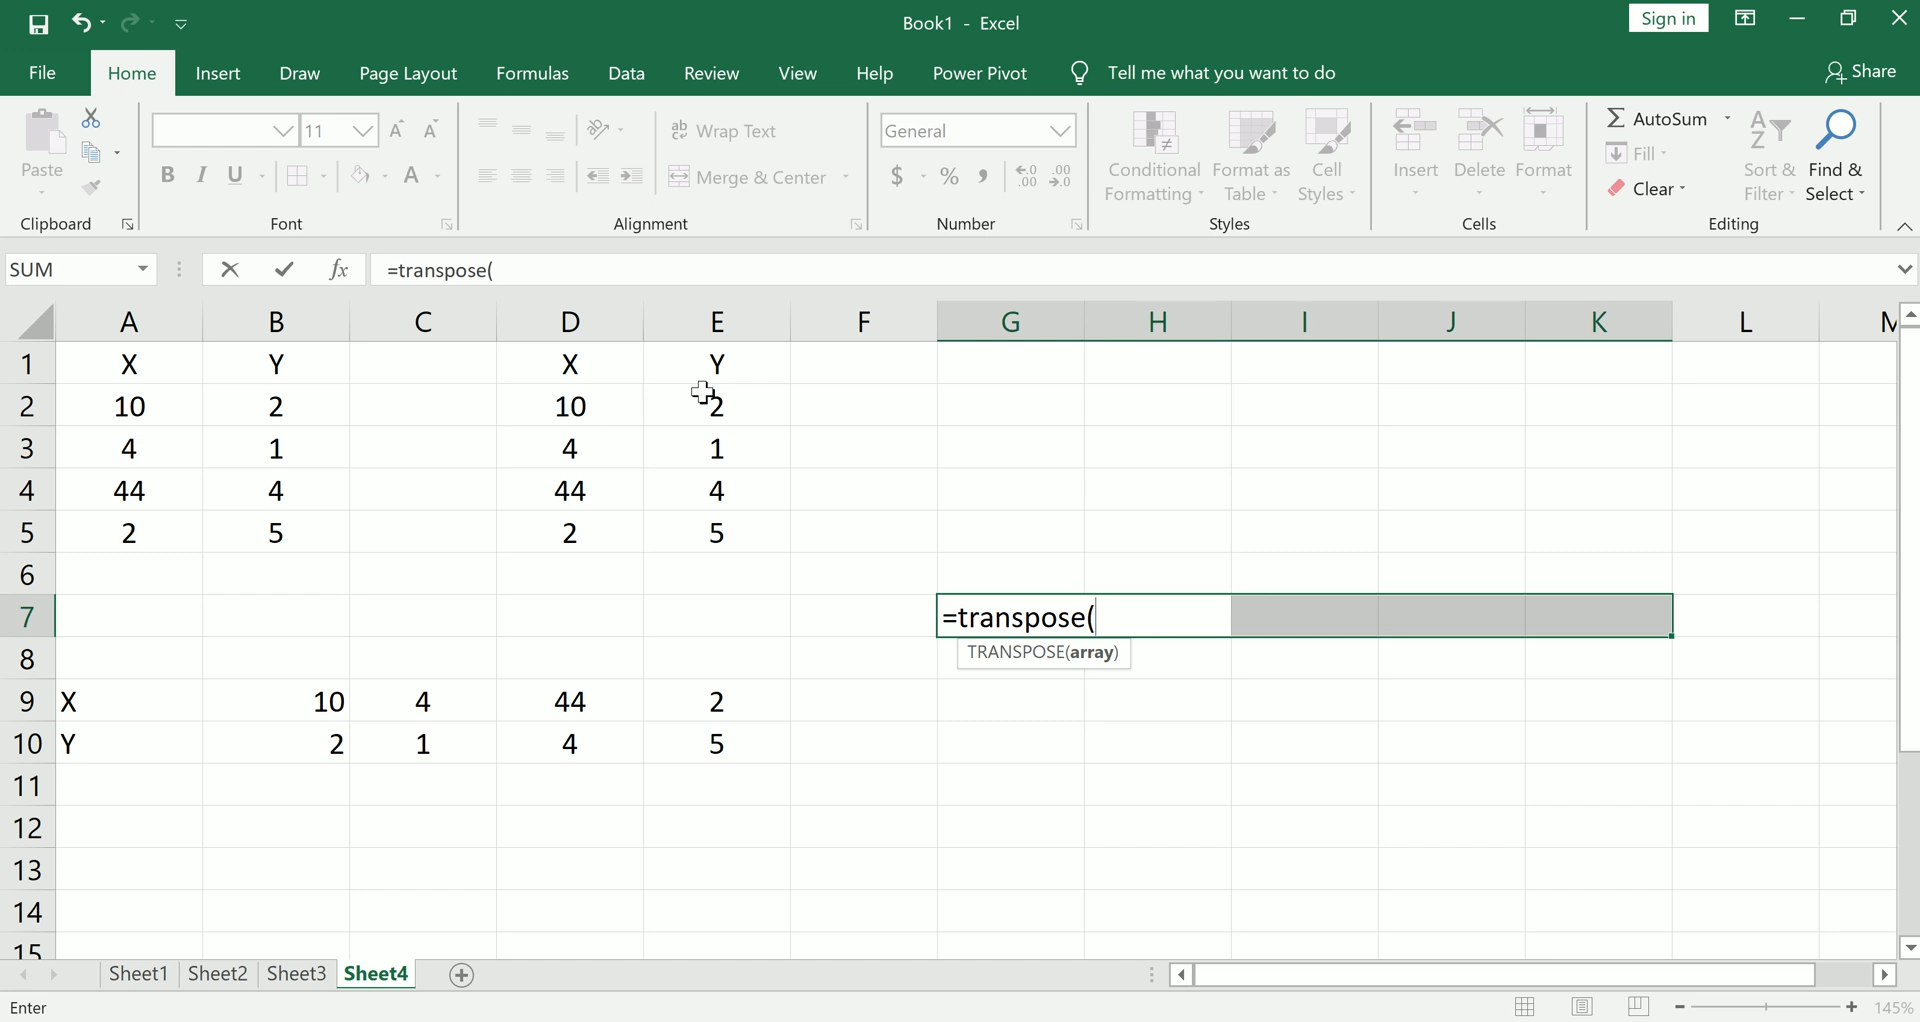 Book1 - Excel
Sign in
File Home Insert Draw Page Layout Formulas Data Review View Help Power Pivot Tell me what you want to do Share
Paste
11 A A
B I U A
ab Wrap Text
Merge & Center
General
$ % , .00 .00
Conditional Formatting
Format as Table
Cell Styles
Insert Delete Format
Σ AutoSum
Fill
Clear
Sort & Filter
Find & Select
Clipboard Font Alignment Number Styles Cells Editing
SUM fx =transpose(
A B C D E F G H I J K L M
1 X Y X Y
2 10 2 10 2
3 4 1 4 1
4 44 4 44 4
5 2 5 2 5
6
7 =transpose(
TRANSPOSE(array)
8
9 X 10 4 44 2
10 Y 2 1 4 5
11
12
13
14
15
Sheet1 Sheet2 Sheet3 Sheet4
Enter
145%